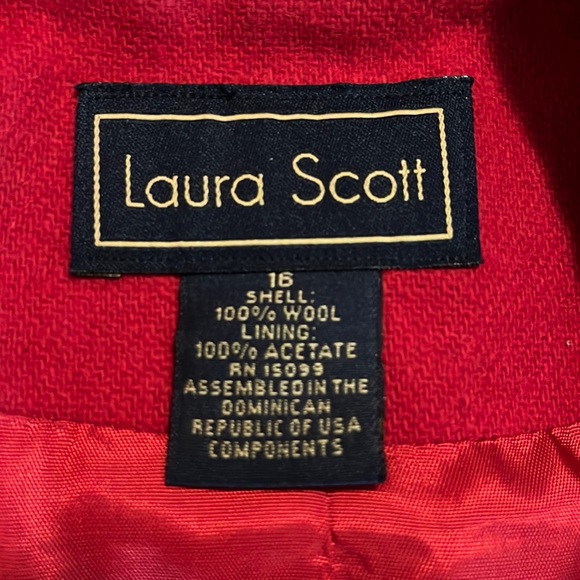 Laura Scott
16
SHELL:
100% WOOL
LINING:
100% ACETATE
RN 15099
ASSEMBLED IN THE
DOMINICAN
REPUBLIC OF USA
COMPONENTS